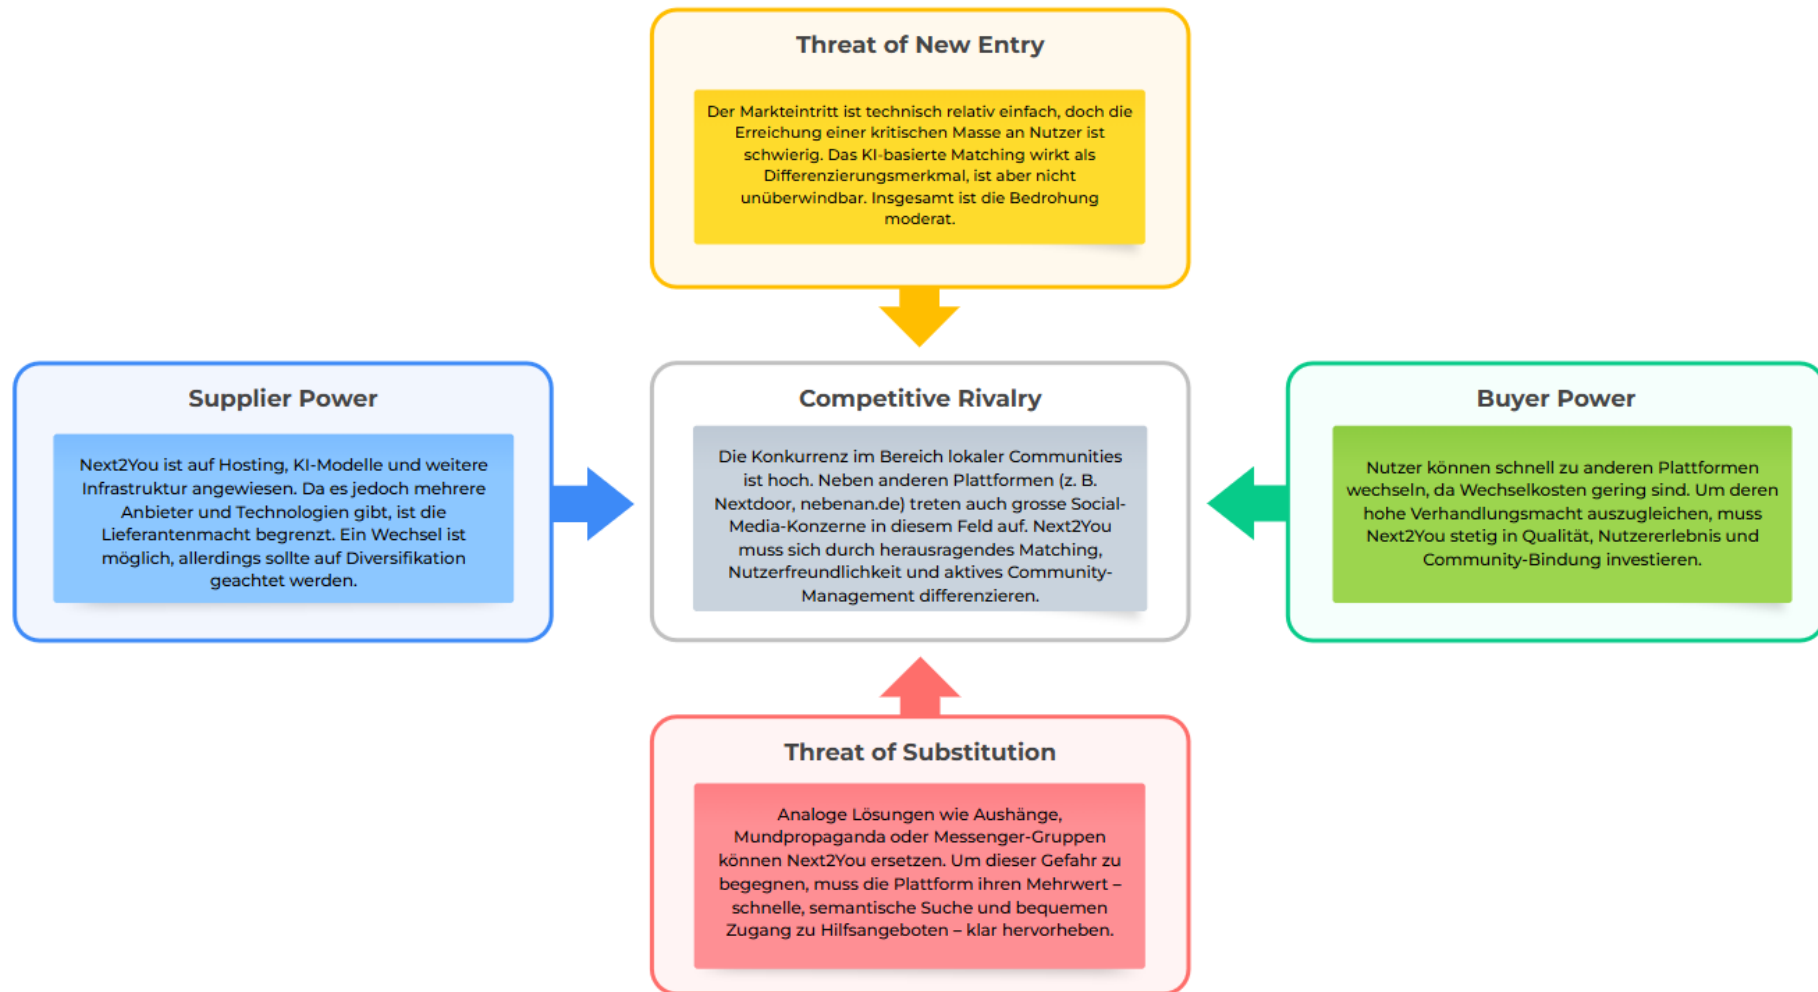 Threat of New Entry
Der Markteintritt ist technisch relativ einfach, doch die
Erreichung einer kritischen Masse an Nutzer ist
schwierig. Das KI-basierte Matching wirkt als
Differenzierungsmerkmal, ist aber nicht
unüberwindbar. Insgesamt ist die Bedrohung
moderat.
Supplier Power
Next2You ist auf Hosting, KI-Modelle und weitere
Infrastruktur angewiesen. Da es jedoch mehrere
Anbieter und Technologien gibt, ist die
Lieferantenmacht begrenzt. Ein Wechsel ist
möglich, allerdings sollte auf Diversifikation
geachtet werden.
Competitive Rivalry
Die Konkurrenz im Bereich lokaler Communities
ist hoch. Neben anderen Plattformen (z. B.
Nextdoor, nebenan.de) treten auch grosse Social-
Media-Konzerne in diesem Feld auf. Next2You
muss sich durch herausragendes Matching,
Nutzerfreundlichkeit und aktives Community-
Management differenzieren.
Buyer Power
Nutzer können schnell zu anderen Plattformen
wechseln, da Wechselkosten gering sind. Um deren
hohe Verhandlungsmacht auszugleichen, muss
Next2You stetig in Qualität, Nutzererlebnis und
Community-Bindung investieren.
Threat of Substitution
Analoge Lösungen wie Aushänge,
Mundpropaganda oder Messenger-Gruppen
können Next2You ersetzen. Um dieser Gefahr zu
begegnen, muss die Plattform ihren Mehrwert –
schnelle, semantische Suche und bequemen
Zugang zu Hilfsangeboten – klar hervorheben.